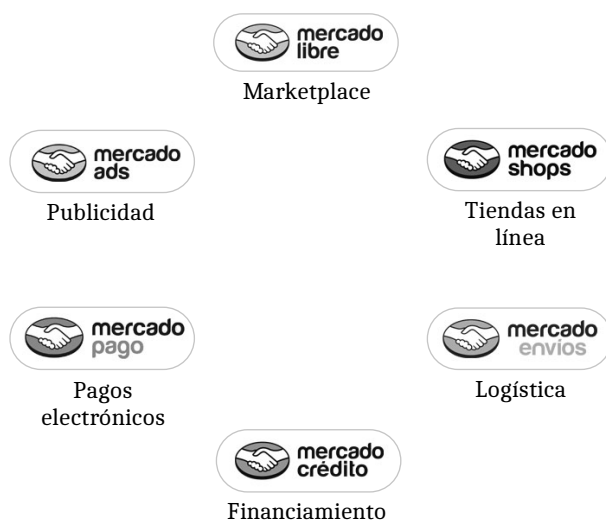 mercado
libre
Marketplace
mercado
ads
Publicidad
mercado
shops
Tiendas en
línea
mercado
pago
Pagos
electrónicos
mercado
envios
Logística
mercado
crédito
Financiamiento